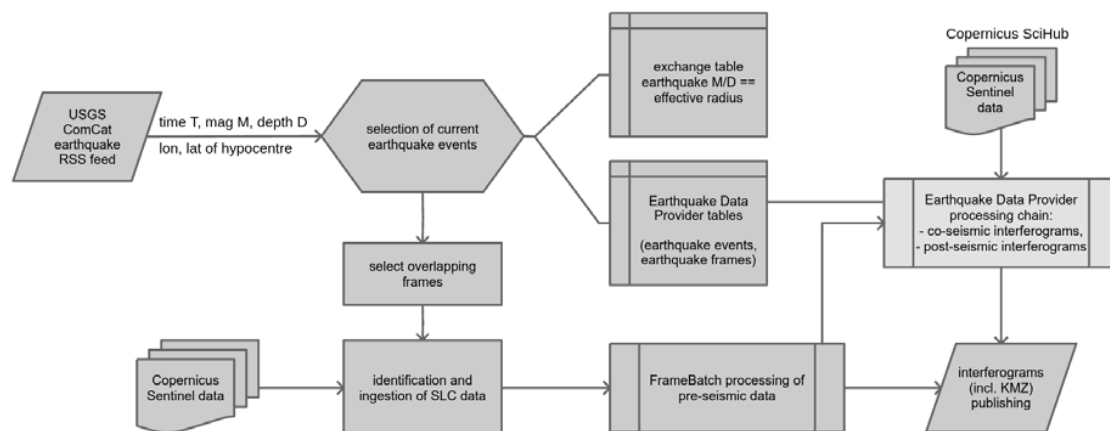 Copernicus SciHub
exchange table
earthquake M/D ==
effective radius
Copernicus
Sentinel
data
USGS
ComCat
earthquake
RSS feed
time T, mag M, depth D
lon, lat of hypocentre
selection of current
earthquake events
Earthquake Data
Provider tables
(earthquake events,
earthquake frames)
Earthquake Data Provider
processing chain:
- co-seismic interferograms,
- post-seismic interferograms
select overlapping
frames
Copernicus
Sentinel data
identification and
ingestion of SLC data
FrameBatch processing of
pre-seismic data
interferograms
(incl. KMZ)
publishing